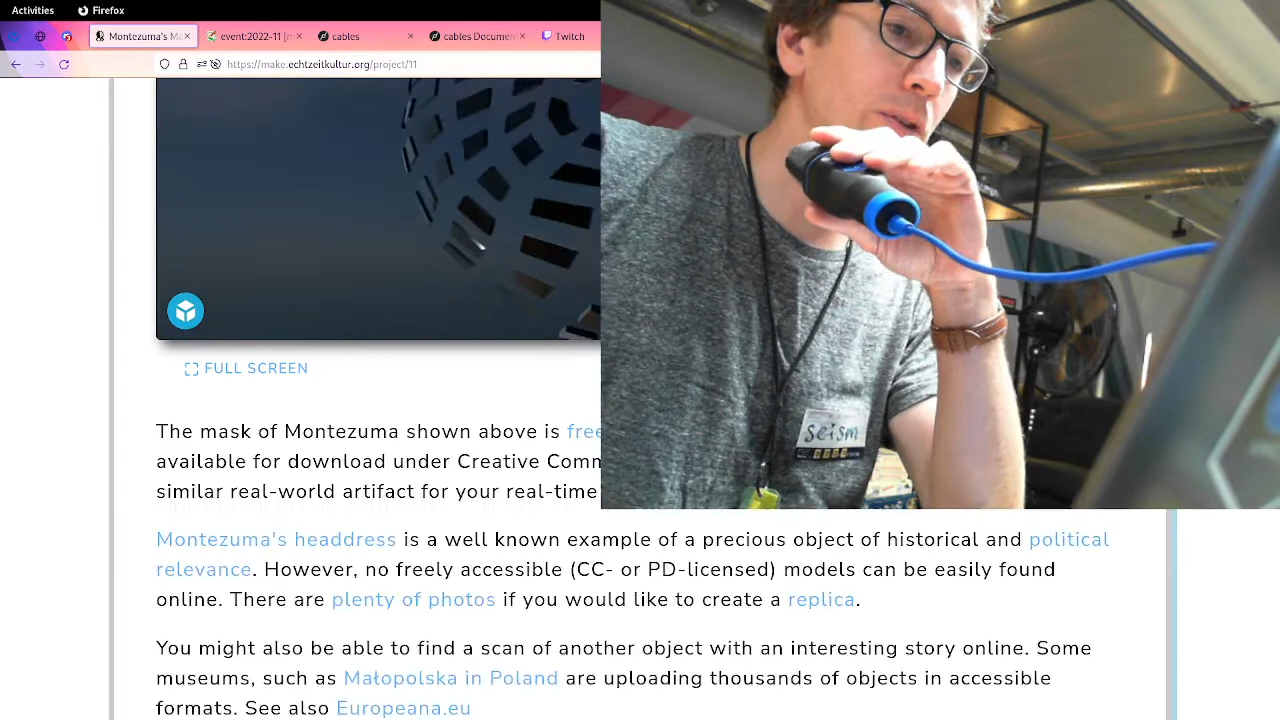 Activities Firefox
Montezuma's M event:2022-11 [ cables cables Documen Twitch
https://make.echtzeitkultur.org/project/11
FULL SCREEN
The mask of Montezuma shown above is
available for download under Creative
similar real-world artifact for your real-time
seism
Montezuma's headdress is a well known example of a precious object of historical and political
relevance. However, no freely accessible (CC- or PD-licensed) models can be easily found
online. There are plenty of photos if you would like to create a replica.
You might also be able to find a scan of another object with an interesting story online. Some
museums, such as Małopolska in Poland are uploading thousands of objects in accessible
formats. See also Europeana.eu